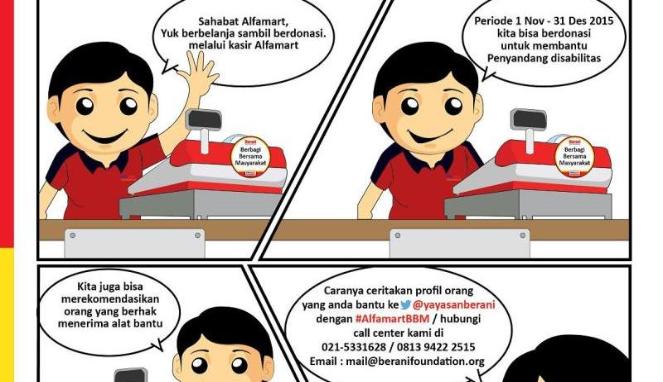 Sahabat Alfamart,
Yuk berbelanja sambil berdonasi.
melalui kasir Alfamart
Berbagi
Bersama
Masyarakat
Periode 1 Nov - 31 Des 2015
kita bisa berdonasi
untuk membantu
Penyandang disabilitas
Berbagi
Bersama
Masyarakat
Kita juga bisa
merekomendasikan
orang yang berhak
menerima alat bantu
Caranya ceritakan profil orang
yang anda bantu ke @yayasanberani
dengan #AlfamartBBM / hubungi
call center kami di
021-5331628 / 0813 9422 2515
Email : mail@beranifoundation.org